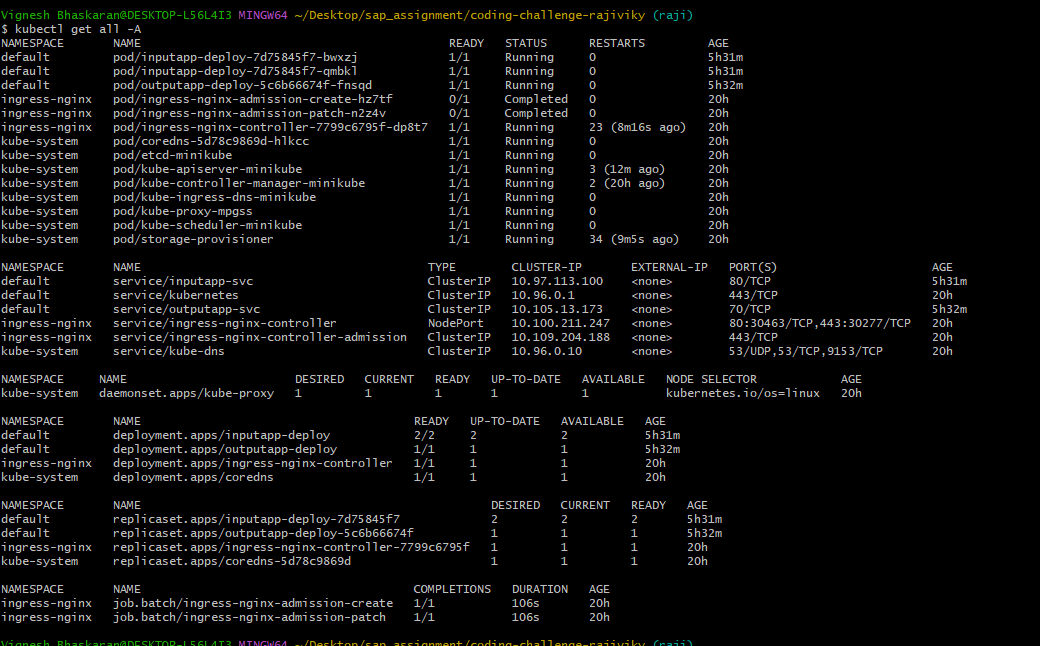 Vignesh Bhaskaran@DESKTOP-L56L4I3 MINGW64 ~/Desktop/sap_assignment/coding-challenge-rajiviky (raji)
$ kubectl get all -A
NAMESPACE NAME READY STATUS RESTARTS AGE
default pod/inputapp-deploy-7d75845f7-bwxzj 1/1 Running 0 5h31m
default pod/inputapp-deploy-7d75845f7-qmbkl 1/1 Running 0 5h31m
default pod/outputapp-deploy-5c6b66674f-fnsqd 1/1 Running 0 5h32m
ingress-nginx pod/ingress-nginx-admission-create-hz7tf 0/1 Completed 0 20h
ingress-nginx pod/ingress-nginx-admission-patch-n2z4v 0/1 Completed 0 20h
ingress-nginx pod/ingress-nginx-controller-7799c6795f-dp8t7 1/1 Running 23 (8m16s ago) 20h
kube-system pod/coredns-5d78c9869d-hlkcc 1/1 Running 0 20h
kube-system pod/etcd-minikube 1/1 Running 0 20h
kube-system pod/kube-apiserver-minikube 1/1 Running 3 (12m ago) 20h
kube-system pod/kube-controller-manager-minikube 1/1 Running 2 (20h ago) 20h
kube-system pod/kube-ingress-dns-minikube 1/1 Running 0 20h
kube-system pod/kube-proxy-mpgss 1/1 Running 0 20h
kube-system pod/kube-scheduler-minikube 1/1 Running 0 20h
kube-system pod/storage-provisioner 1/1 Running 34 (9m5s ago) 20h
NAMESPACE NAME TYPE CLUSTER-IP EXTERNAL-IP PORT(S) AGE
default service/inputapp-svc ClusterIP 10.97.113.100 <none> 80/TCP 5h31m
default service/kubernetes ClusterIP 10.96.0.1 <none> 443/TCP 20h
default service/outputapp-svc ClusterIP 10.105.13.173 <none> 70/TCP 5h32m
ingress-nginx service/ingress-nginx-controller NodePort 10.100.211.247 <none> 80:30463/TCP,443:30277/TCP 20h
ingress-nginx service/ingress-nginx-controller-admission ClusterIP 10.109.204.188 <none> 443/TCP 20h
kube-system service/kube-dns ClusterIP 10.96.0.10 <none> 53/UDP,53/TCP,9153/TCP 20h
NAMESPACE NAME DESIRED CURRENT READY UP-TO-DATE AVAILABLE NODE SELECTOR AGE
kube-system daemonset.apps/kube-proxy 1 1 1 1 1 kubernetes.io/os=linux 20h
NAMESPACE NAME READY UP-TO-DATE AVAILABLE AGE
default deployment.apps/inputapp-deploy 2/2 2 2 5h31m
default deployment.apps/outputapp-deploy 1/1 1 1 5h32m
ingress-nginx deployment.apps/ingress-nginx-controller 1/1 1 1 20h
kube-system deployment.apps/coredns 1/1 1 1 20h
NAMESPACE NAME DESIRED CURRENT READY AGE
default replicaset.apps/inputapp-deploy-7d75845f7 2 2 2 5h31m
default replicaset.apps/outputapp-deploy-5c6b66674f 1 1 1 5h32m
ingress-nginx replicaset.apps/ingress-nginx-controller-7799c6795f 1 1 1 20h
kube-system replicaset.apps/coredns-5d78c9869d 1 1 1 20h
NAMESPACE NAME COMPLETIONS DURATION AGE
ingress-nginx job.batch/ingress-nginx-admission-create 1/1 106s 20h
ingress-nginx job.batch/ingress-nginx-admission-patch 1/1 106s 20h
Vignesh Bhaskaran@DESKTOP-L56L4I3 MINGW64 ~/Desktop/sap_assignment/coding-challenge-rajiviky (raji)